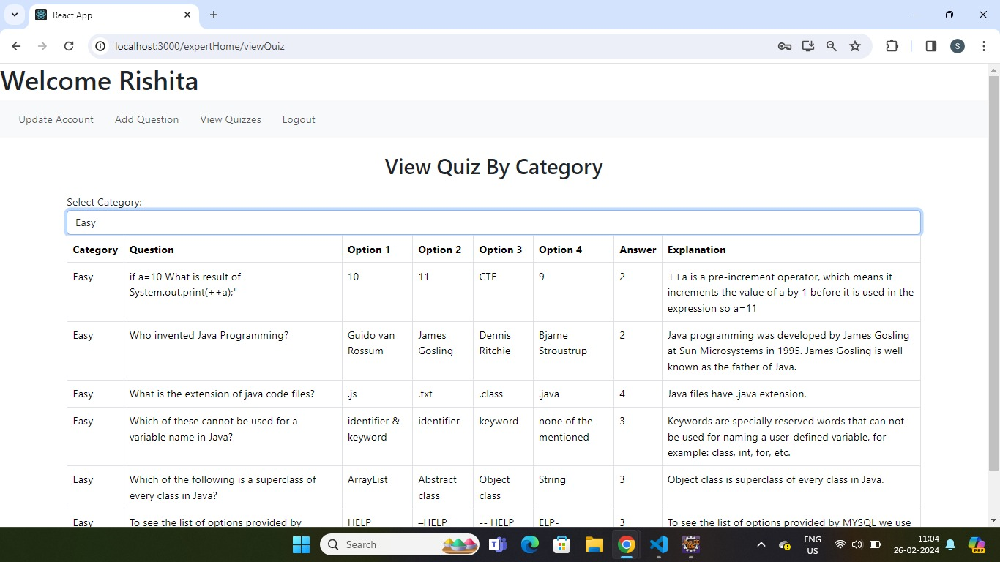 React App
localhost:3000/expertHome/viewQuiz
S
Welcome Rishita
Update Account Add Question View Quizzes Logout
View Quiz By Category
Select Category:
Easy
Category Question Option 1 Option 2 Option 3 Option 4 Answer Explanation
Easy if a=10 What is result of 10 11 CTE 9 2 ++a is a pre-increment operator, which means it
System.out.print(++a);" increments the value of a by 1 before it is used in the
expression so a=11
Easy Who invented Java Programming? Guido van James Dennis Bjarne 2 Java programming was developed by James Gosling
Rossum Gosling Ritchie Stroustrup at Sun Microsystems in 1995. James Gosling is well
known as the father of Java.
Easy What is the extension of java code files? .js .txt .class .java 4 Java files have .java extension.
Easy Which of these cannot be used for a identifier & identifier keyword none of the 3 Keywords are specially reserved words that can not
variable name in Java? keyword mentioned be used for naming a user-defined variable, for
example: class, int, for, etc.
Easy Which of the following is a superclass of ArrayList Abstract Object String 3 Object class is superclass of every class in Java.
every class in Java? class class
Easy To see the list of options provided by HELP –HELP -- HELP ELP- 3 To see the list of options provided by MYSQL we use
Search ENG 11:04
US 26-02-2024
PRE